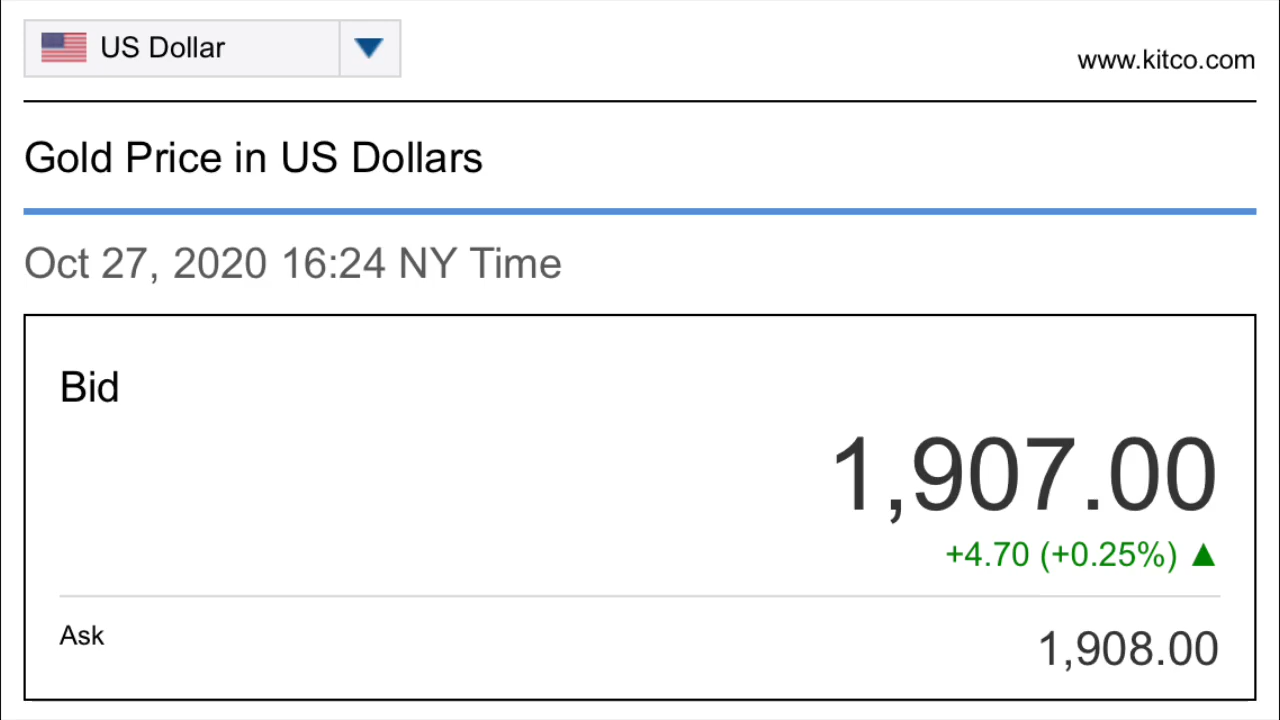 US Dollar
www.kitco.com
Gold Price in US Dollars
Oct 27, 2020 16:24 NY Time
Bid
1,907.00
+4.70 (+0.25%) ▲
Ask
1,908.00